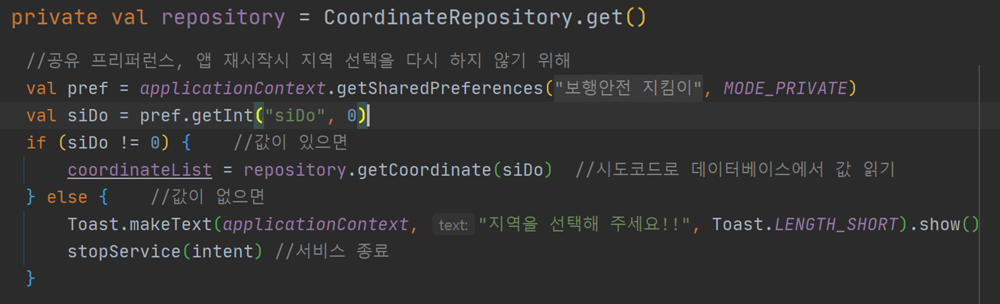 private val repository = CoordinateRepository.get()
//공유 프리퍼런스, 앱 재시작시 지역 선택을 다시 하지 않기 위해
val pref = applicationContext.getSharedPreferences("보행안전 지킴이", MODE_PRIVATE)
val siDo = pref.getInt("siDo", 0)
if (siDo != 0) { //값이 있으면
coordinateList = repository.getCoordinate(siDo) //시도코드로 데이터베이스에서 값 읽기
} else { //값이 없으면
Toast.makeText(applicationContext, text: "지역을 선택해 주세요!!", Toast.LENGTH_SHORT).show()
stopService(intent) //서비스 종료
}